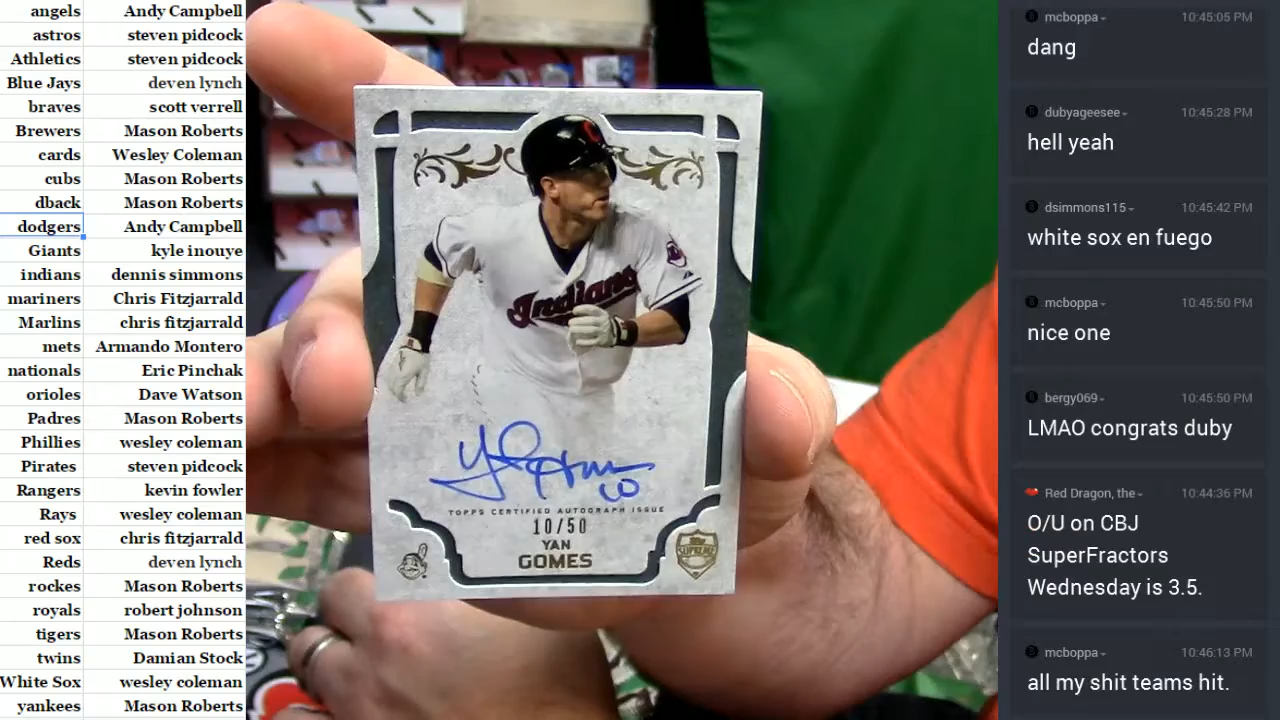 angels Andy Campbell
astros steven pidcock
Athletics steven pidcock
Blue Jays deven lynch
braves scott verrell
Brewers Mason Roberts
cards Wesley Coleman
cubs Mason Roberts
dback Mason Roberts
dodgers Andy Campbell
Giants kyle inouye
indians dennis simmons
mariners Chris Fitzjarrald
Marlins chris fitzjarrald
mets Armando Montero
nationals Eric Pinchak
orioles Dave Watson
Padres Mason Roberts
Phillies wesley coleman
Pirates steven pidcock
Rangers kevin fowler
Rays wesley coleman
red sox chris fitzjarrald
Reds deven lynch
rockes Mason Roberts
royals robert johnson
tigers Mason Roberts
twins Damian Stock
White Sox wesley coleman
yankees Mason Roberts
C
Indians
TOPPS CERTIFIED AUTOGRAPH ISSUE
10/50
YAN
GOMES
SUPREME
mcboppa 10:45:05 PM
dang
dubyageesee 10:45:28 PM
hell yeah
dsimmons115 10:45:42 PM
white sox en fuego
mcboppa 10:45:50 PM
nice one
bergy069 10:45:50 PM
LMAO congrats duby
Red Dragon, the 10:44:36 PM
O/U on CBJ
SuperFractors
Wednesday is 3.5.
mcboppa 10:46:13 PM
all my shit teams hit.